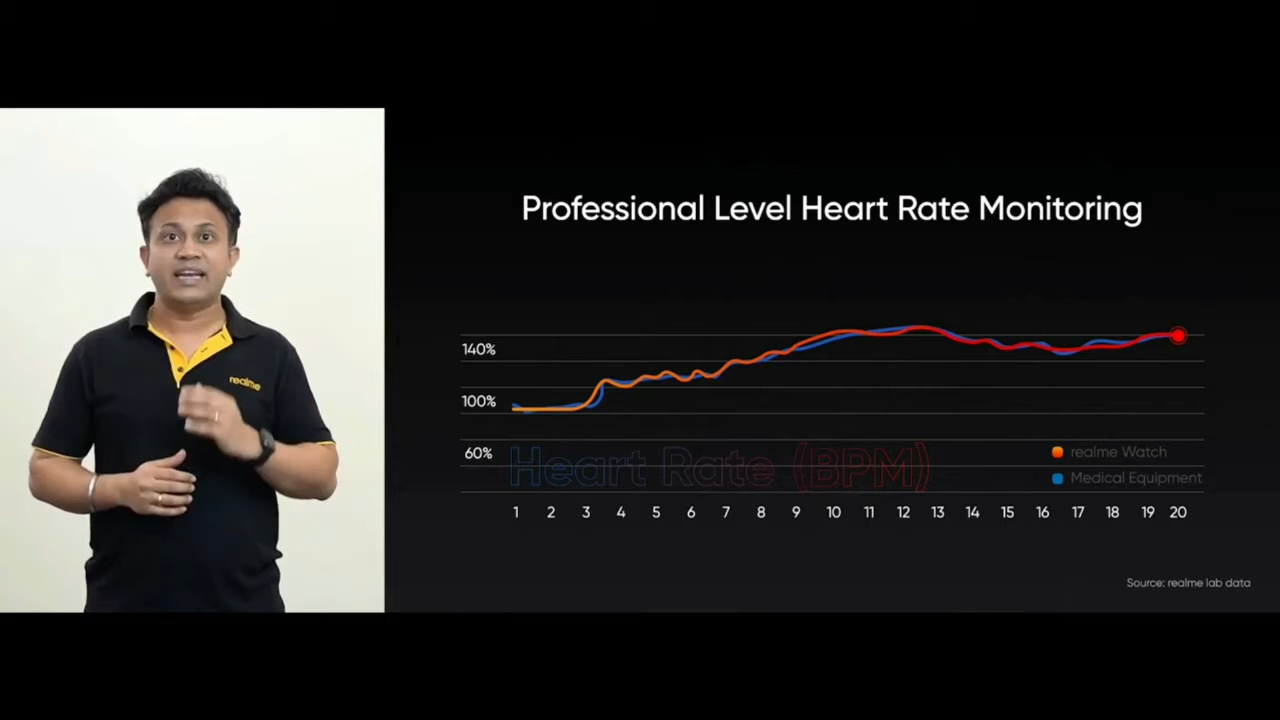 Professional Level Heart Rate Monitoring
realme
140%
100%
60%
Heart Rate (BPM)
realme Watch
Medical Equipment
1 2 3 4 5 6 7 8 9 10 11 12 13 14 15 16 17 18 19 20
Source: realme lab data